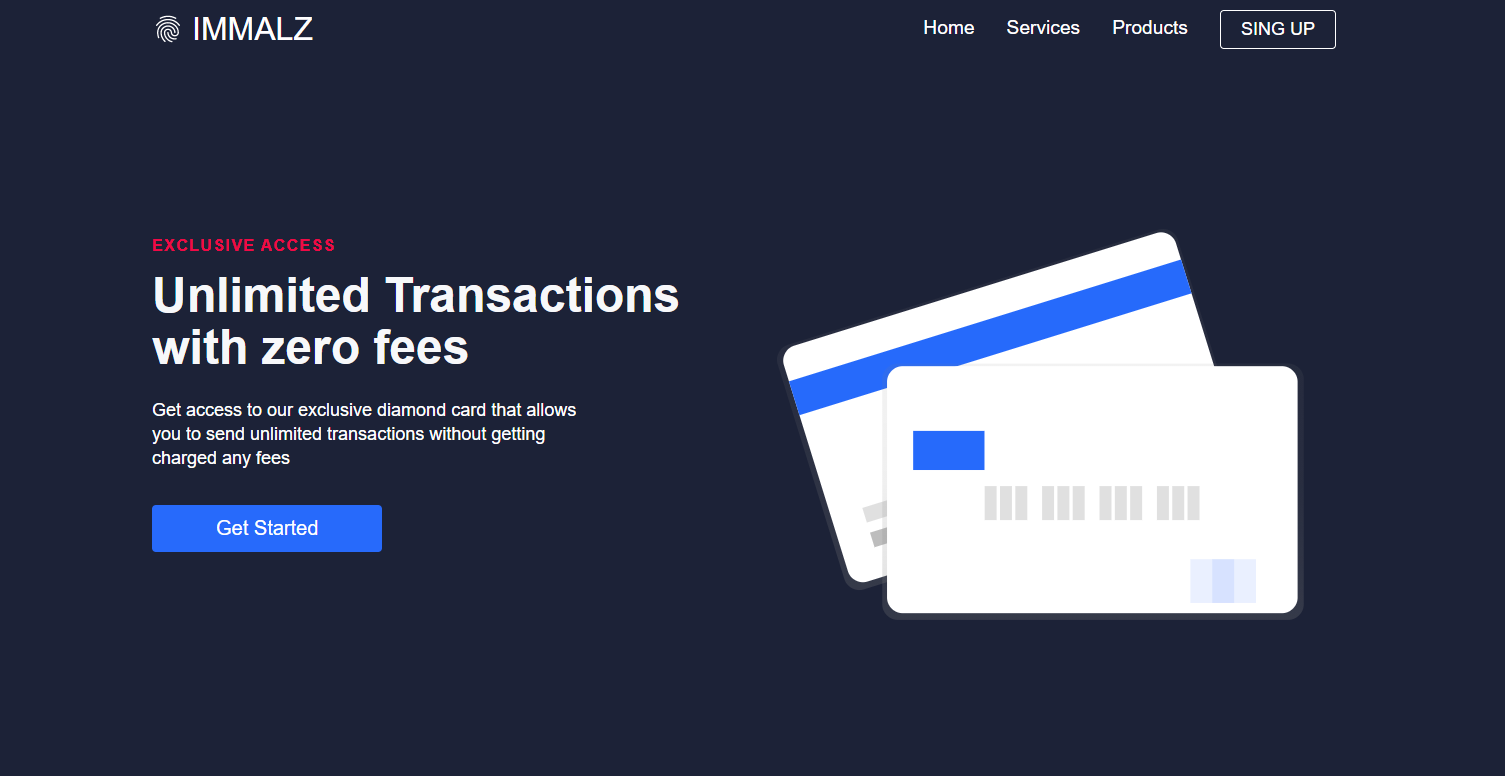 IMMALZ
Home
Services
Products
SING UP
EXCLUSIVE ACCESS
Unlimited Transactions
with zero fees
Get access to our exclusive diamond card that allows
you to send unlimited transactions without getting
charged any fees
Get Started